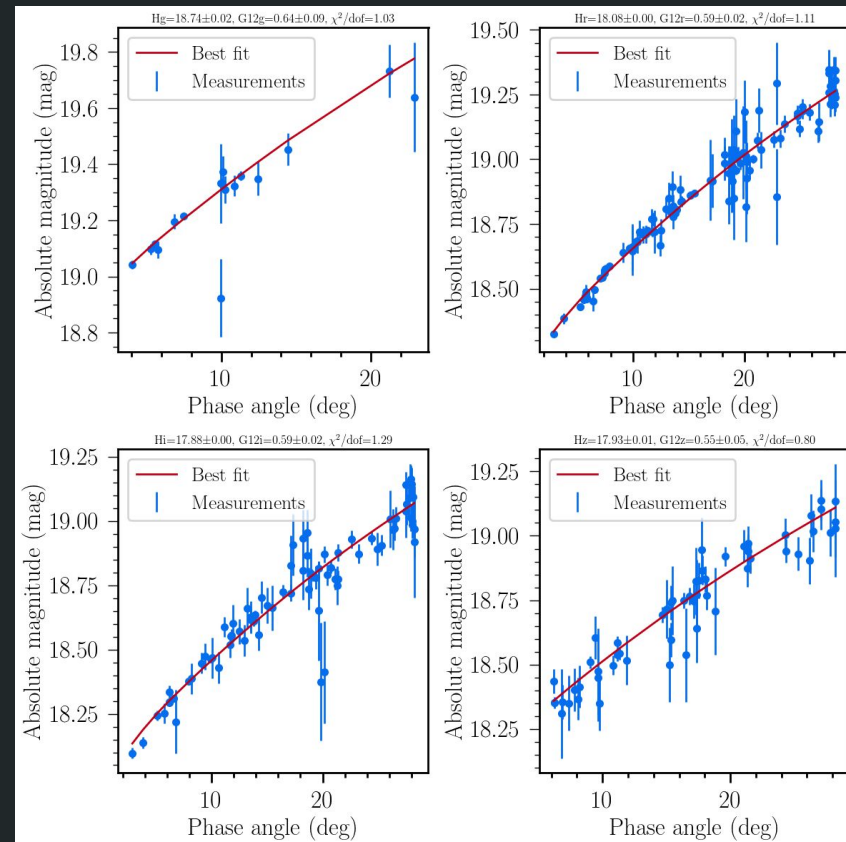 Hg=18.74±0.02, G12g=0.64±0.09, χ²/dof=1.03
Best fit
Measurements
19.8
19.6
19.4
19.2
19.0
18.8
Absolute magnitude (mag)
10
20
Phase angle (deg)
Hr=18.08±0.00, G12r=0.59±0.02, χ²/dof=1.11
Best fit
Measurements
19.50
19.25
19.00
18.75
18.50
Absolute magnitude (mag)
10
20
Phase angle (deg)
Hi=17.88±0.00, G12i=0.59±0.02, χ²/dof=1.29
Best fit
Measurements
19.25
19.00
18.75
18.50
18.25
Absolute magnitude (mag)
10
20
Phase angle (deg)
Hz=17.93±0.01, G12z=0.55±0.05, χ²/dof=0.80
Best fit
Measurements
19.25
19.00
18.75
18.50
18.25
Absolute magnitude (mag)
10
20
Phase angle (deg)